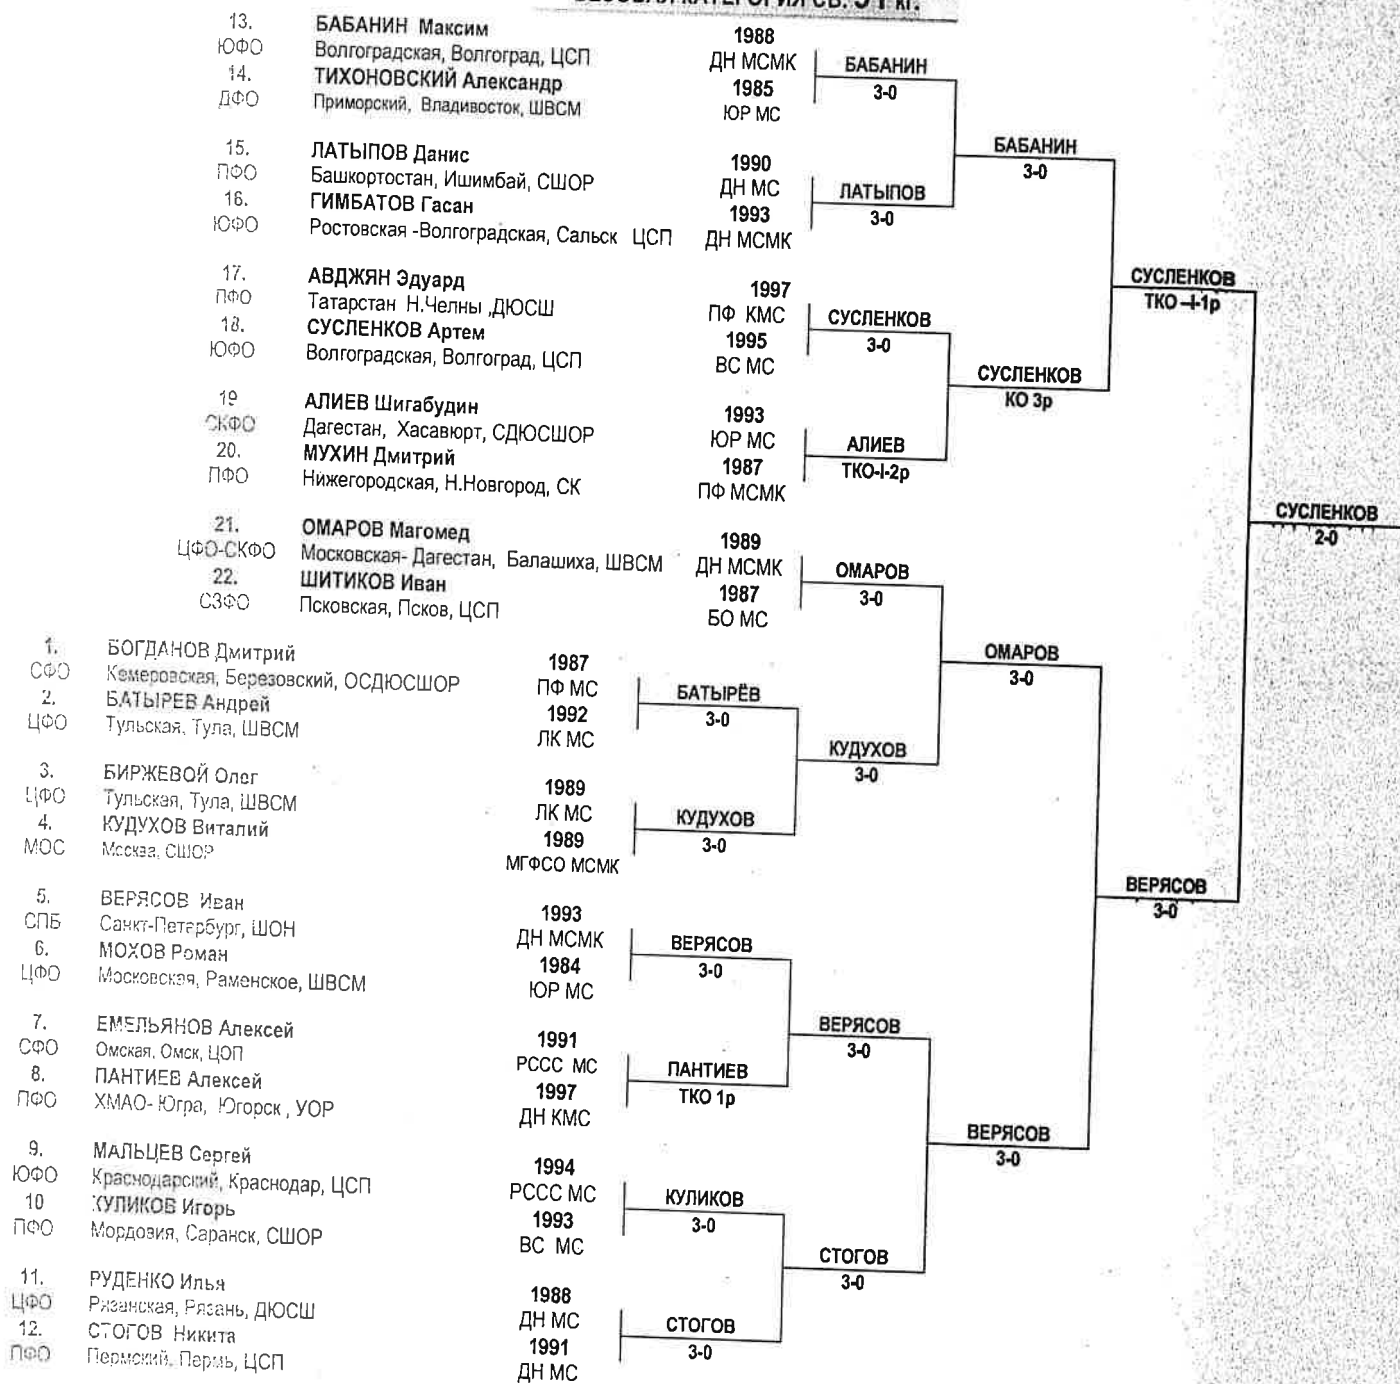 ВЕСОВАЯ КАТЕГОРИЯ СВ. 91 кг.
13. БАБАНИН Максим 1988
ЮФО Волгоградская, Волгоград, ЦСП ДН МСМК БАБАНИН
14. ТИХОНОВСКИЙ Александр 1985 3-0
ДФО Приморский, Владивосток, ШВСМ ЮР МС
БАБАНИН
3-0
15. ЛАТЫПОВ Данис 1990
ПФО Башкортостан, Ишимбай, СШОР ДН МС ЛАТЫПОВ
16. ГИМБАТОВ Гасан 1993 3-0
ЮФО Ростовская -Волгоградская, Сальск ЦСП ДН МСМК
СУСЛЕНКОВ
ТКО -I-1р
17. АВДЖЯН Эдуард 1997
ПФО Татарстан Н.Челны ,ДЮСШ ПФ КМС СУСЛЕНКОВ
18. СУСЛЕНКОВ Артем 1995 3-0
ЮФО Волгоградская, Волгоград, ЦСП ВС МС
СУСЛЕНКОВ
КО 3р
19 АЛИЕВ Шигабудин 1993
СКФО Дагестан, Хасавюрт, СДЮСШОР ЮР МС АЛИЕВ
20. МУХИН Дмитрий 1987 ТКО-I-2р
ПФО Нижегородская, Н.Новгород, СК ПФ МСМК
СУСЛЕНКОВ
2-0
21. ОМАРОВ Магомед 1989
ЦФО-СКФО Московская- Дагестан, Балашиха, ШВСМ ДН МСМК ОМАРОВ
22. ШИТИКОВ Иван 1987 3-0
СЗФО Псковская, Псков, ЦСП БО МС
ОМАРОВ
3-0
1. БОГДАНОВ Дмитрий 1987
СФО Кемеровская, Березовский, ОСДЮСШОР ПФ МС БАТЫРЁВ
2. БАТЫРЕВ Андрей 1992 3-0
ЦФО Тульская, Тула, ШВСМ ЛК МС
КУДУХОВ
3-0
3. БИРЖЕВОЙ Олег 1989
ЦФО Тульская, Тула, ШВСМ ЛК МС КУДУХОВ
4. КУДУХОВ Виталий 1989 3-0
МОС Москва, СШОР МГФСО МСМК
ВЕРЯСОВ
3-0
5. ВЕРЯСОВ Иван 1993
СПБ Санкт-Петербург, ШОН ДН МСМК ВЕРЯСОВ
6. МОХОВ Роман 1984 3-0
ЦФО Московская, Раменское, ШВСМ ЮР МС
ВЕРЯСОВ
3-0
7. ЕМЕЛЬЯНОВ Алексей 1991
СФО Омская, Омск, ЦОП РССС МС ПАНТИЕВ
8. ПАНТИЕВ Алексей 1997 ТКО 1р
ПФО ХМАО- Югра, Югорск , УОР ДН КМС
ВЕРЯСОВ
3-0
9. МАЛЬЦЕВ Сергей 1994
ЮФО Краснодарский, Краснодар, ЦСП РССС МС КУЛИКОВ
10 КУЛИКОВ Игорь 1993 3-0
ПФО Мордовия, Саранск, СШОР ВС МС
СТОГОВ
3-0
11. РУДЕНКО Илья 1988
ЦФО Рязанская, Рязань, ДЮСШ ДН МС СТОГОВ
12. СТОГОВ Никита 1991 3-0
ПФО Пермский, Пермь, ЦСП ДН МС